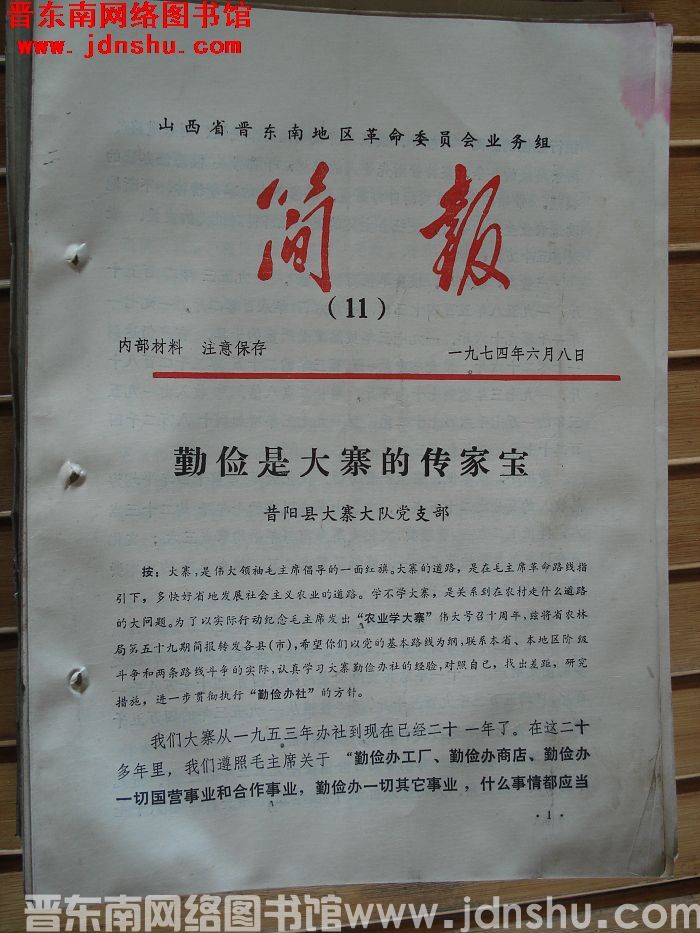 晋东南网络图书馆
www.jdnshu.com
山西省晋东南地区革命委员会业务组
简报
(11)
内部材料 注意保存 一九七四年六月八日
勤俭是大寨的传家宝
昔阳县大寨大队党支部
按：大寨，是伟大领袖毛主席倡导的一面红旗。大寨的道路，是在毛主席革命路线指
引下，多快好省地发展社会主义农业的道路。学不学大寨，是关系到在农村走什么道路
的大问题。为了以实际行动纪念毛主席发出“农业学大寨”伟大号召十周年，兹将省农林
局第五十九期简报转发各县(市)，希望你们以党的基本路线为纲，联系本省、本地区阶级
斗争和两条路线斗争的实际，认真学习大寨勤俭办社的经验，对照自己，找出差距，研究
措施，进一步贯彻执行“勤俭办社”的方针。
我们大寨从一九五三年办社到现在已经二十一年了。在这二十
多年里，我们遵照毛主席关于“勤俭办工厂、勤俭办商店、勤俭办
一切国营事业和合作事业，勤俭办一切其它事业，什么事情都应当
·1·
晋东南网络图书馆www.jdnshu.com